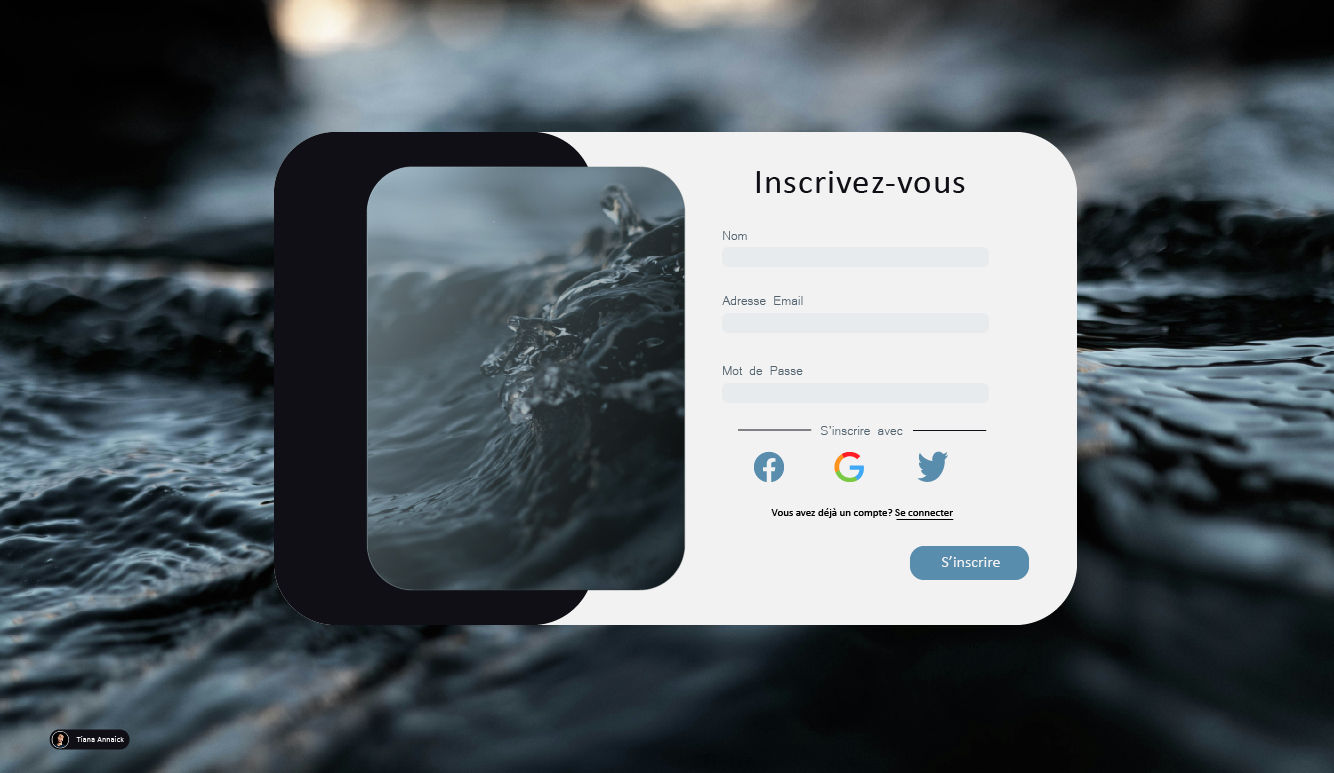 Inscrivez-vous
Nom
Adresse Email
Mot de Passe
S'inscrire avec
Vous avez déjà un compte? Se connecter
S'inscrire
Tiana Annaick